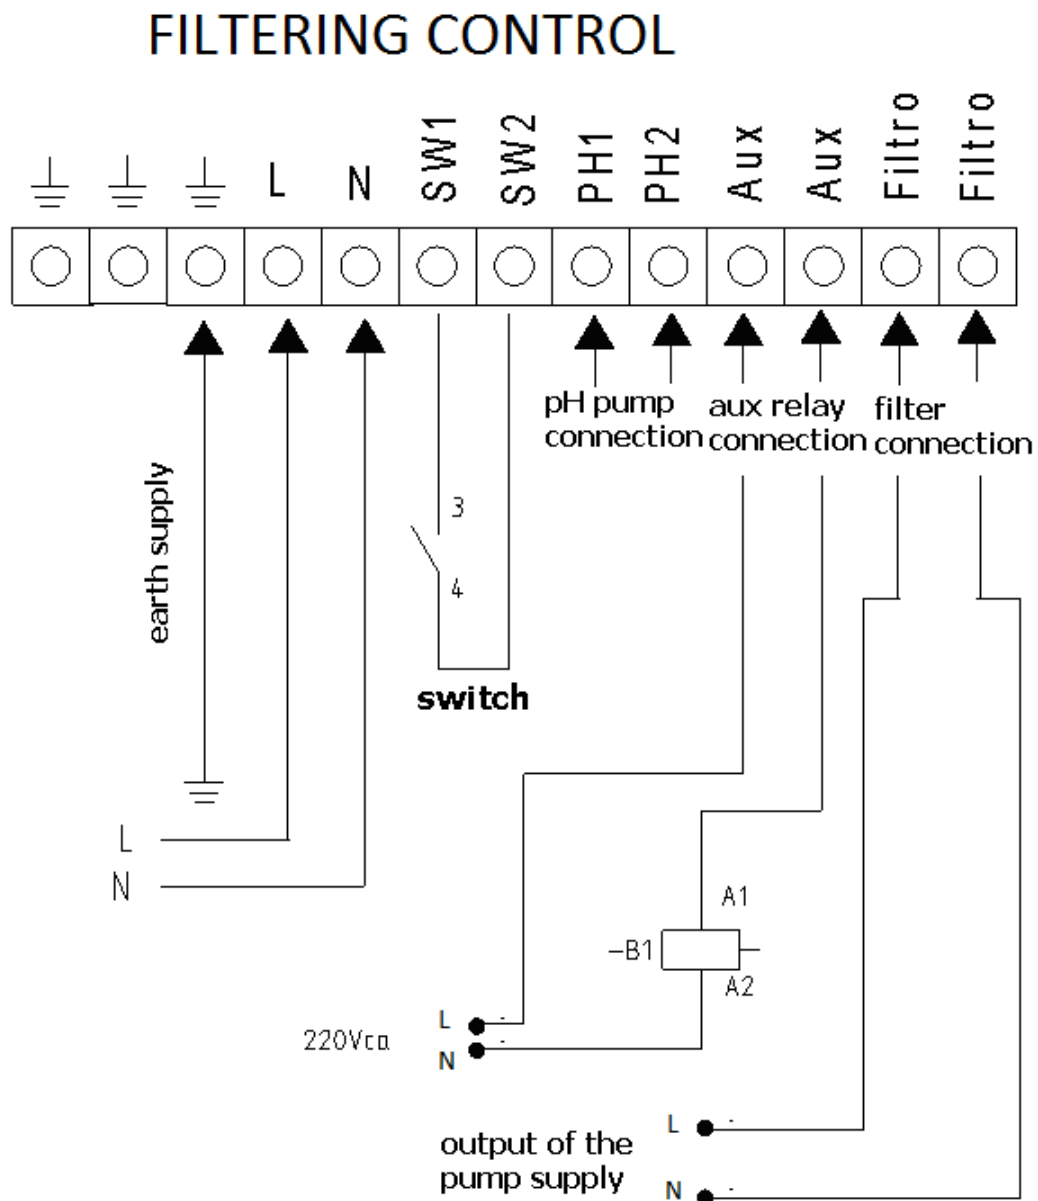 FILTERING CONTROL
L
N
SW1
SW2
PH1
PH2
Aux
Aux
Filtro
Filtro
pH pump
connection
aux relay
connection
filter
connection
earth supply
3
4
switch
L
N
A1
-B1
A2
220Vca
L
N
output of the
pump supply
L
N